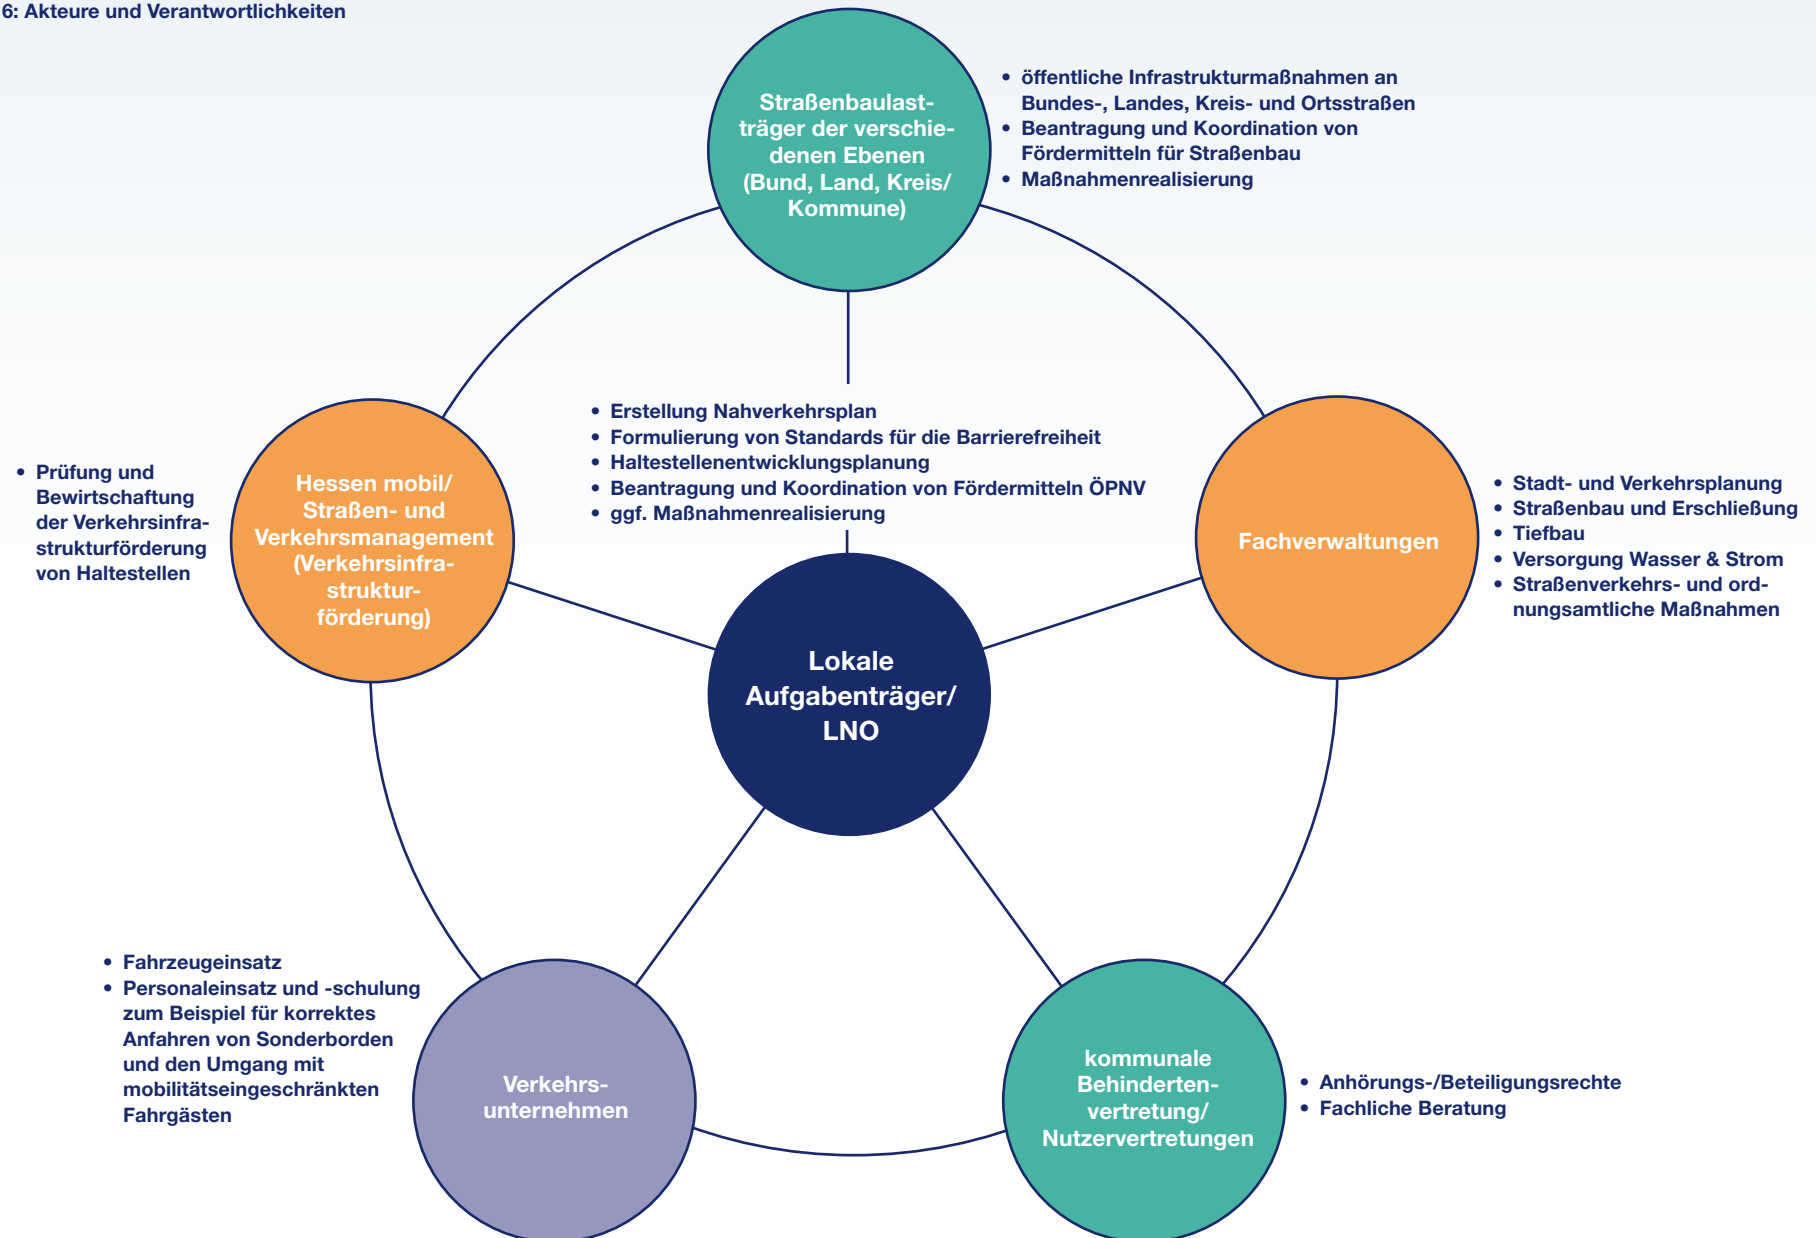 6: Akteure und Verantwortlichkeiten
Straßenbaulast-
träger der verschie-
denen Ebenen
(Bund, Land, Kreis/
Kommune)
• öffentliche Infrastrukturmaßnahmen an
Bundes-, Landes, Kreis- und Ortsstraßen
• Beantragung und Koordination von
Fördermitteln für Straßenbau
• Maßnahmenrealisierung
• Erstellung Nahverkehrsplan
• Formulierung von Standards für die Barrierefreiheit
• Haltestellenentwicklungsplanung
• Beantragung und Koordination von Fördermitteln ÖPNV
• ggf. Maßnahmenrealisierung
• Prüfung und
Bewirtschaftung
der Verkehrsinfra-
strukturförderung
von Haltestellen
Hessen mobil/
Straßen- und
Verkehrsmanagement
(Verkehrsinfra-
struktur-
förderung)
Fachverwaltungen
• Stadt- und Verkehrsplanung
• Straßenbau und Erschließung
• Tiefbau
• Versorgung Wasser & Strom
• Straßenverkehrs- und ord-
nungsamtliche Maßnahmen
Lokale
Aufgabenträger/
LNO
• Fahrzeugeinsatz
• Personaleinsatz und -schulung
zum Beispiel für korrektes
Anfahren von Sonderborden
und den Umgang mit
mobilitätseingeschränkten
Fahrgästen
Verkehrs-
unternehmen
kommunale
Behinderten-
vertretung/
Nutzervertretungen
• Anhörungs-/Beteiligungsrechte
• Fachliche Beratung